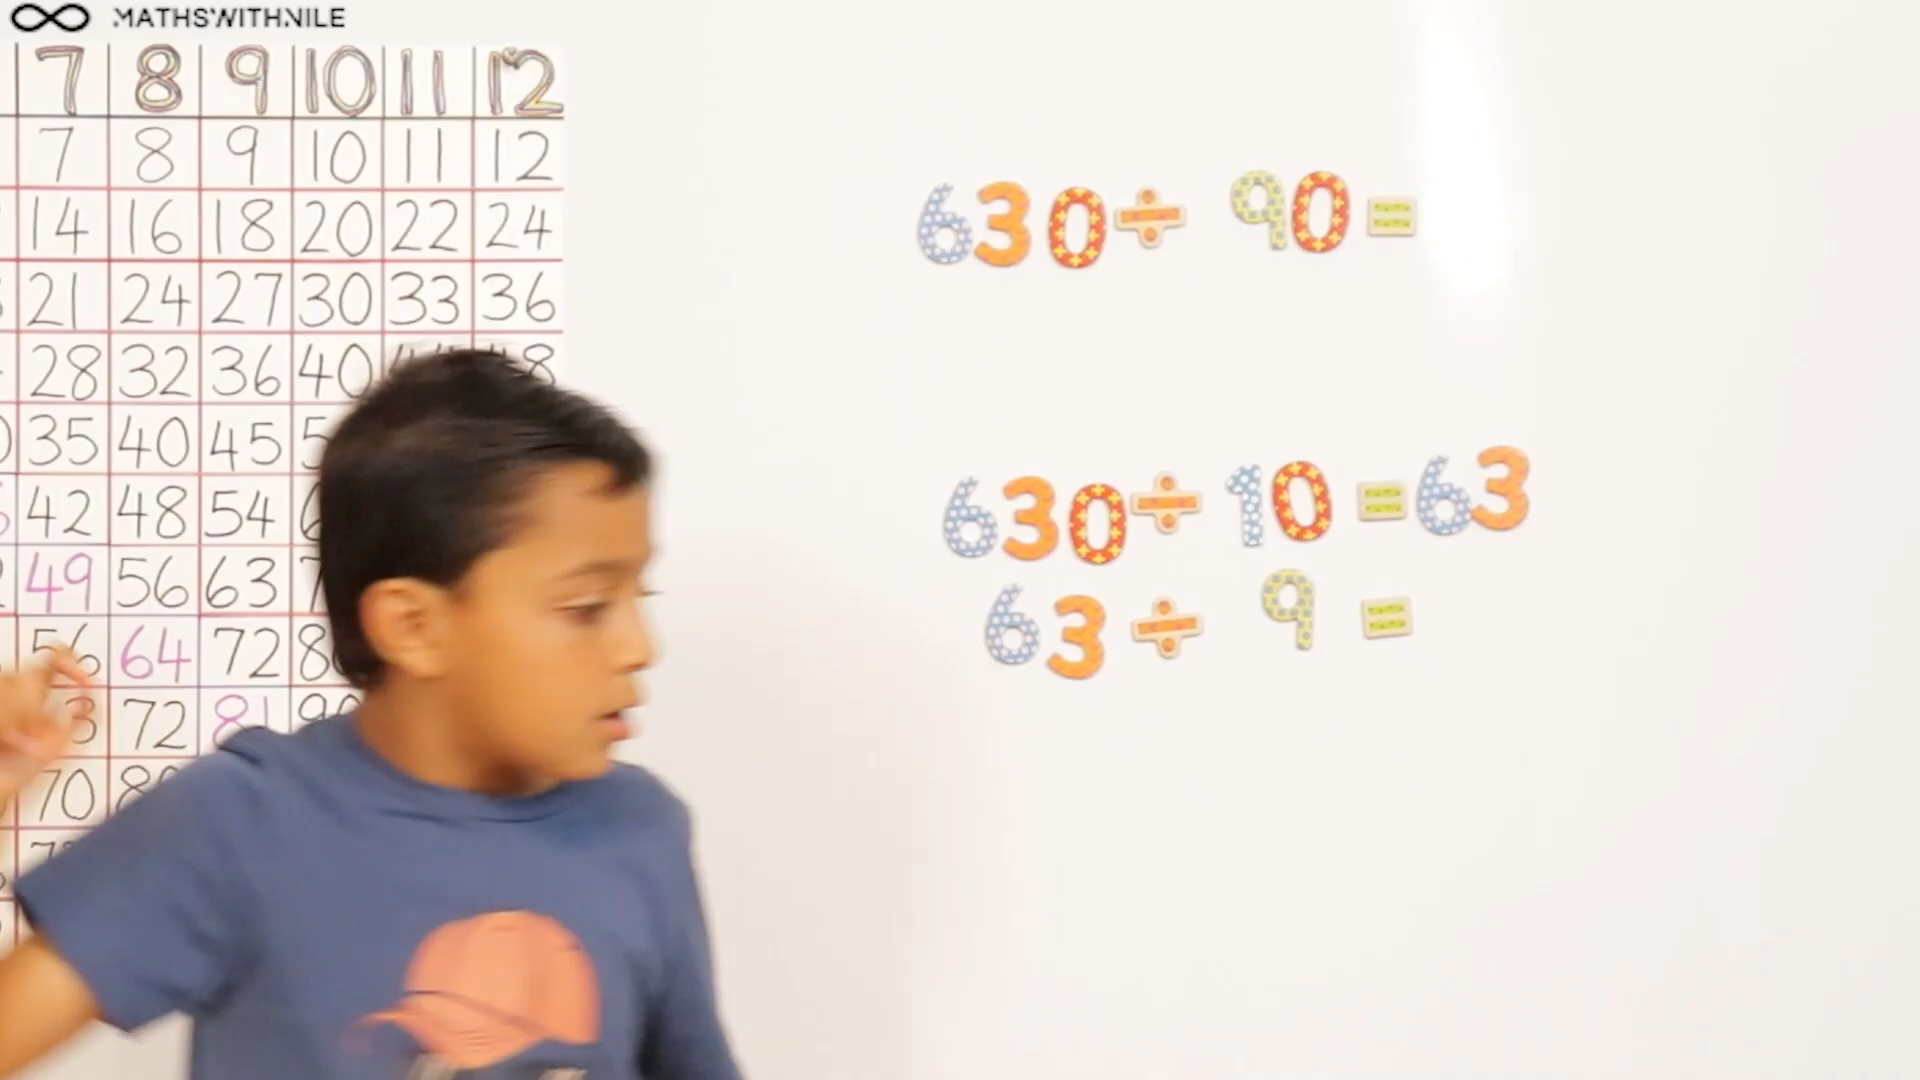 MATHSWITHNILE
7 8 9 10 11 12
7 8 9 10 11 12
14 16 18 20 22 24
21 24 27 30 33 36
28 32 36 40
35 40 45
42 48 54
49 56 63
56 64 72
72 81
70
630 ÷ 90 =
630 ÷ 10 = 63
63 ÷ 9 =